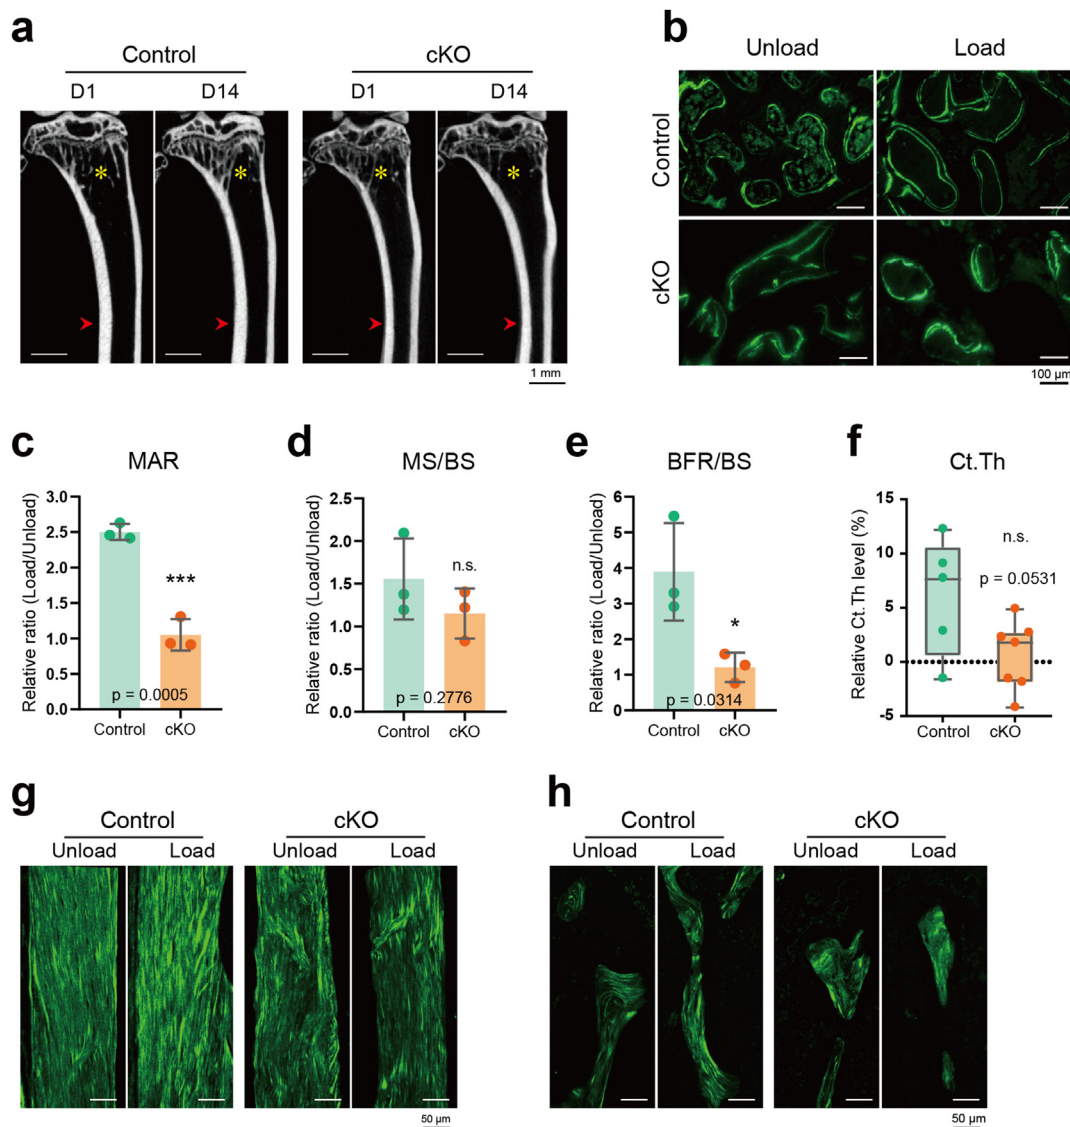 a
Control
cKO
D1
D14
D1
D14
*
*
*
*
1 mm
b
Unload
Load
Control
cKO
100 μm
c
MAR
Relative ratio (Load/Unload)
3.0
2.5
2.0
1.5
1.0
0.5
0.0
***
p = 0.0005
Control
cKO
d
MS/BS
Relative ratio (Load/Unload)
2.5
2.0
1.5
1.0
0.5
0.0
n.s.
p = 0.2776
Control
cKO
e
BFR/BS
Relative ratio (Load/Unload)
6
5
4
3
2
1
0
*
p = 0.0314
Control
cKO
f
Ct.Th
Relative Ct.Th level (%)
15
10
5
0
-5
n.s.
p = 0.0531
Control
cKO
g
Control
cKO
Unload
Load
Unload
Load
50 μm
h
Control
cKO
Unload
Load
Unload
Load
50 μm